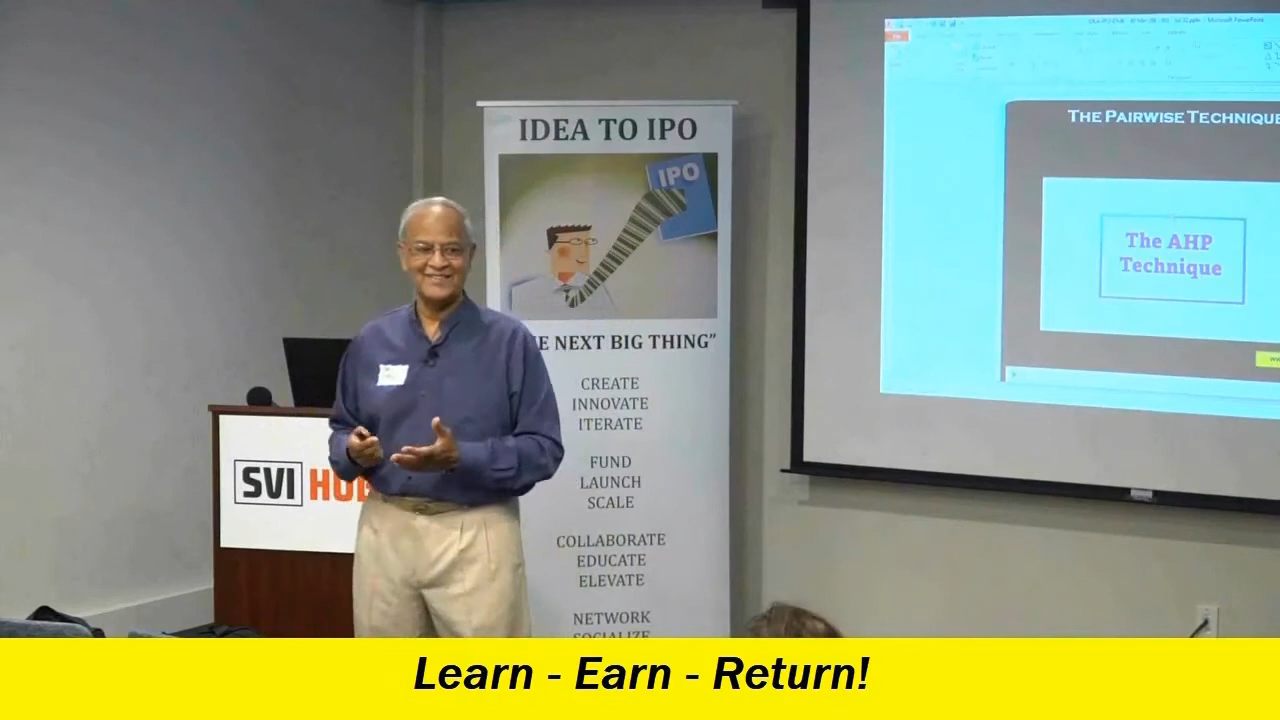 IDEA TO IPO
IPO
NEXT BIG THING”
CREATE
INNOVATE
ITERATE
FUND
LAUNCH
SCALE
COLLABORATE
EDUCATE
ELEVATE
NETWORK
SOCIALIZE
SVI HUB
THE PAIRWISE TECHNIQUE
The AHP
Technique
Learn - Earn - Return!